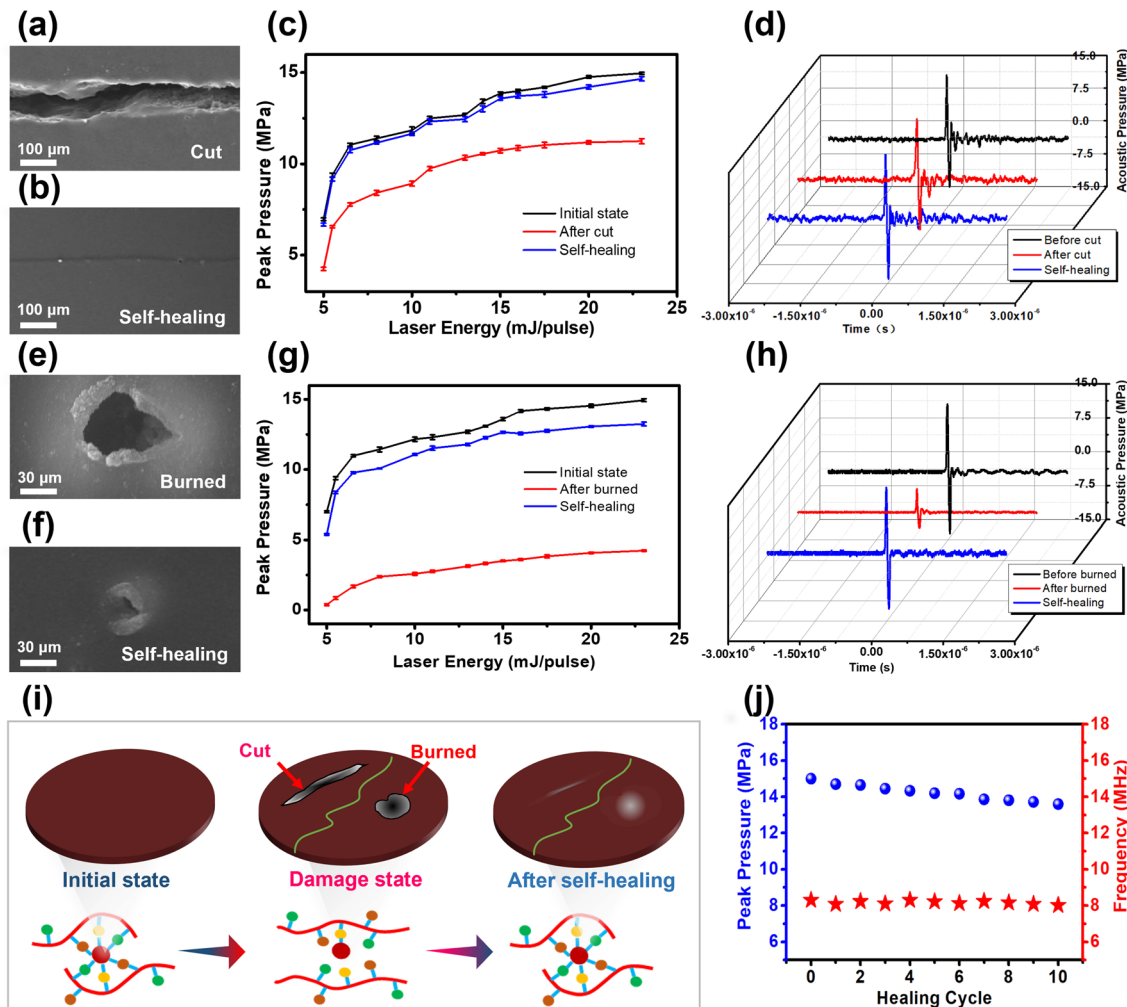 (a)
100 μm
Cut
(b)
100 μm
Self-healing
(c)
15
10
5
Peak Pressure (MPa)
Initial state
After cut
Self-healing
5
10
15
20
25
Laser Energy (mJ/pulse)
(d)
15.0
7.5
0.0
-7.5
-15.0
Acoustic Pressure (MPa)
Before cut
After cut
Self-healing
-3.00x10⁻⁶
-1.50x10⁻⁶
0.00
1.50x10⁻⁶
3.00x10⁻⁶
Time (s)
(e)
30 μm
Burned
(f)
30 μm
Self-healing
(g)
15
10
5
0
Peak Pressure (MPa)
Initial state
After burned
Self-healing
5
10
15
20
25
Laser Energy (mJ/pulse)
(h)
15.0
7.5
0.0
-7.5
-15.0
Acoustic Pressure (MPa)
Before burned
After burned
Self-healing
-3.00x10⁻⁶
-1.50x10⁻⁶
0.00
1.50x10⁻⁶
3.00x10⁻⁶
Time (s)
(i)
Cut
Burned
Initial state
Damage state
After self-healing
(j)
18
16
14
12
10
8
6
Peak Pressure (MPa)
18
16
14
12
10
8
6
4
Frequency (MHz)
0
2
4
6
8
10
Healing Cycle